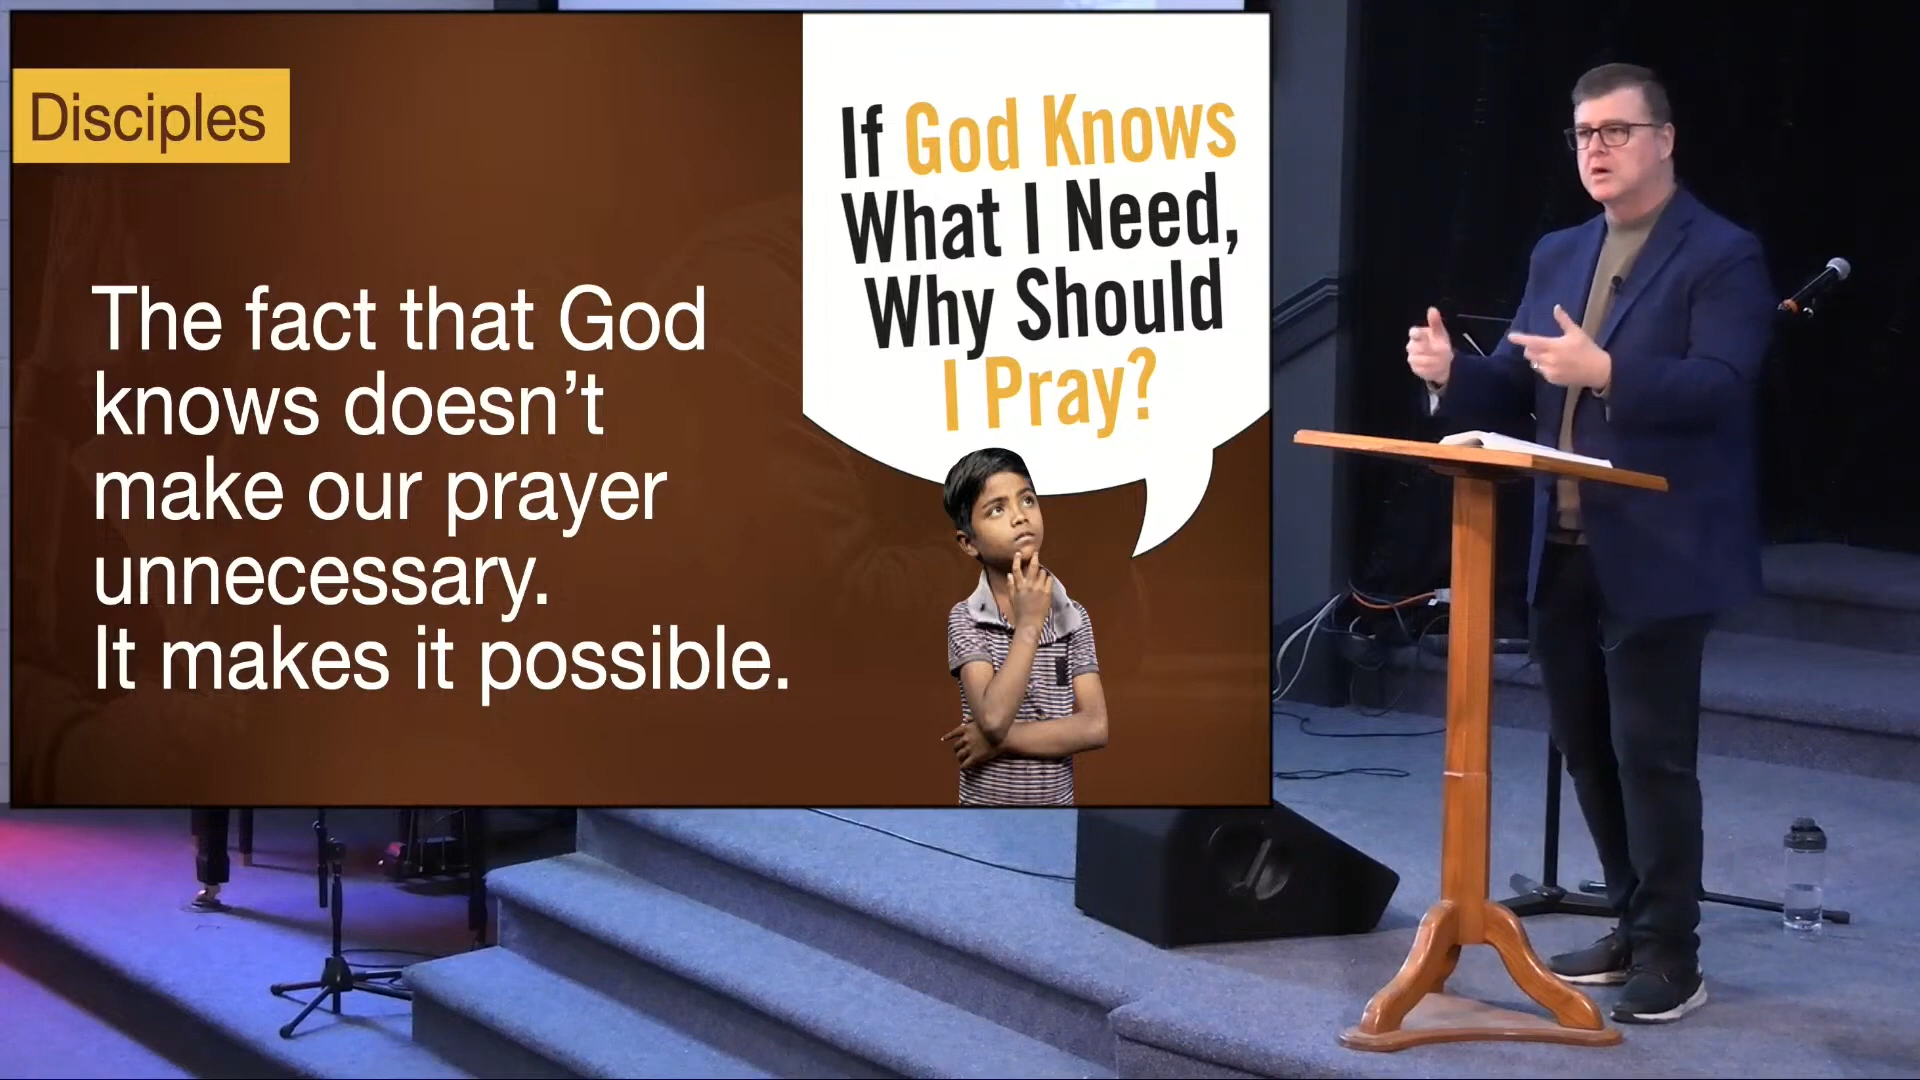 Disciples
The fact that God
knows doesn't
make our prayer
unnecessary.
It makes it possible.
If God Knows
What I Need,
Why Should
I Pray?